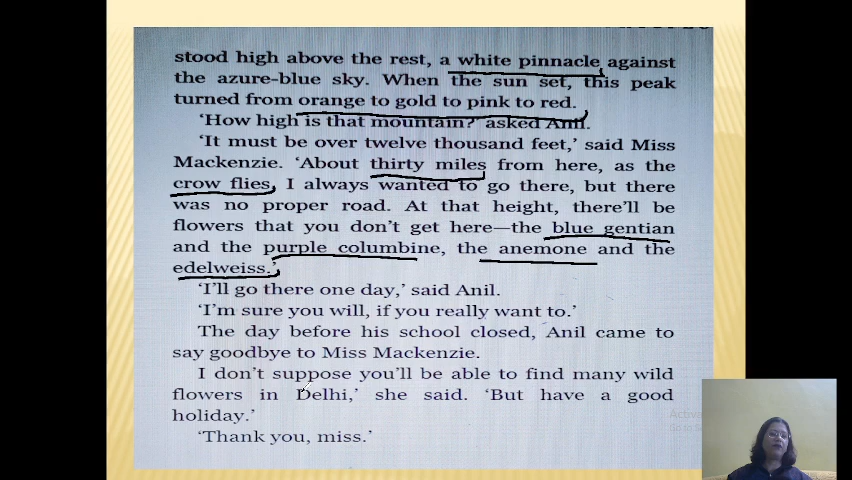 stood high above the rest, a white pinnacle against
the azure-blue sky. When the sun set, this peak
turned from orange to gold to pink to red.
‘How high is that mountain?’ asked Anil.
‘It must be over twelve thousand feet,’ said Miss
Mackenzie. ‘About thirty miles from here, as the
crow flies. I always wanted to go there, but there
was no proper road. At that height, there’ll be
flowers that you don’t get here—the blue gentian
and the purple columbine, the anemone and the
edelweiss.’
‘I’ll go there one day,’ said Anil.
‘I’m sure you will, if you really want to.’
The day before his school closed, Anil came to
say goodbye to Miss Mackenzie.
I don’t suppose you’ll be able to find many wild
flowers in Delhi,’ she said. ‘But have a good
holiday.’
‘Thank you, miss.’